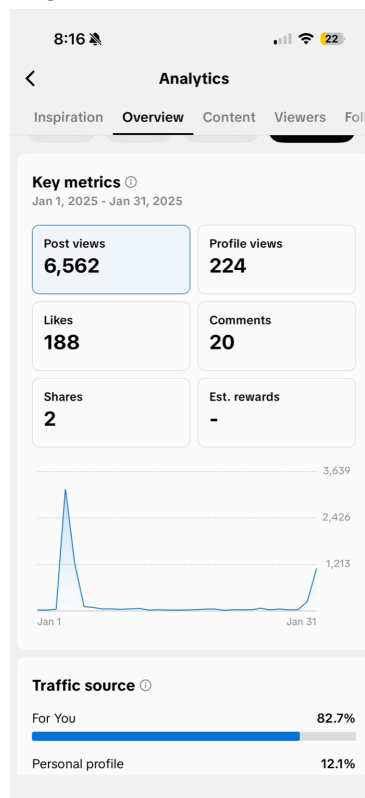 8:16
22
Analytics
Inspiration Overview Content Viewers Fol
Key metrics
Jan 1, 2025 - Jan 31, 2025
Post views Profile views
6,562 224
Likes Comments
188 20
Shares Est. rewards
2 -
3,639
2,426
1,213
Jan 1 Jan 31
Traffic source
For You 82.7%
Personal profile 12.1%